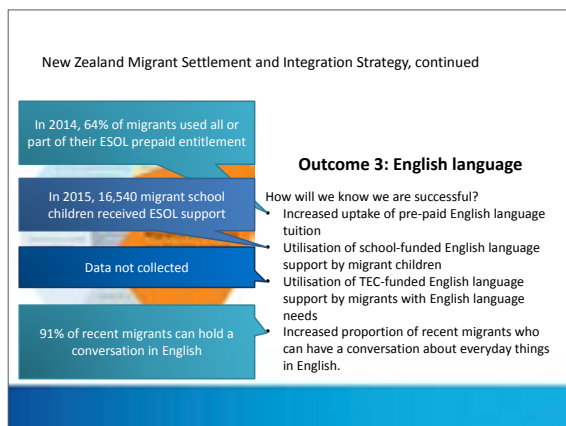 New Zealand Migrant Settlement and Integration Strategy, continued
In 2014, 64% of migrants used all or
part of their ESOL prepaid entitlement
In 2015, 16,540 migrant school
children received ESOL support
Data not collected
91% of recent migrants can hold a
conversation in English
Outcome 3: English language
How will we know we are successful?
• Increased uptake of pre-paid English language
tuition
• Utilisation of school-funded English language
support by migrant children
• Utilisation of TEC-funded English language
support by migrants with English language
needs
• Increased proportion of recent migrants who
can have a conversation about everyday things
in English.